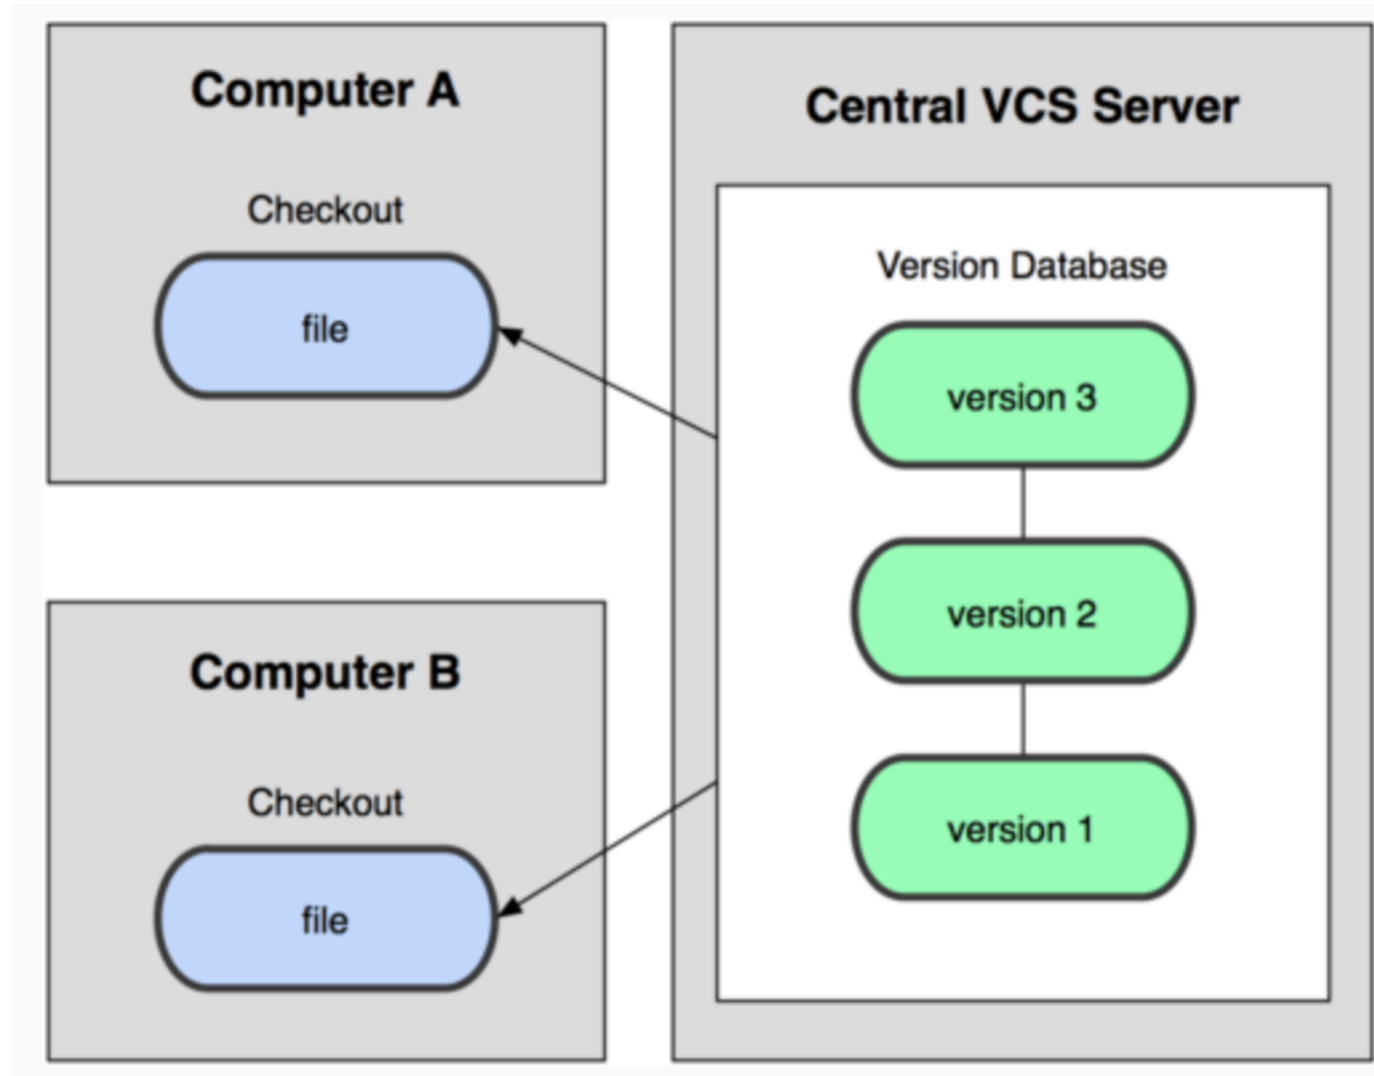 Computer A
Checkout
file
Computer B
Checkout
file
Central VCS Server
Version Database
version 3
version 2
version 1